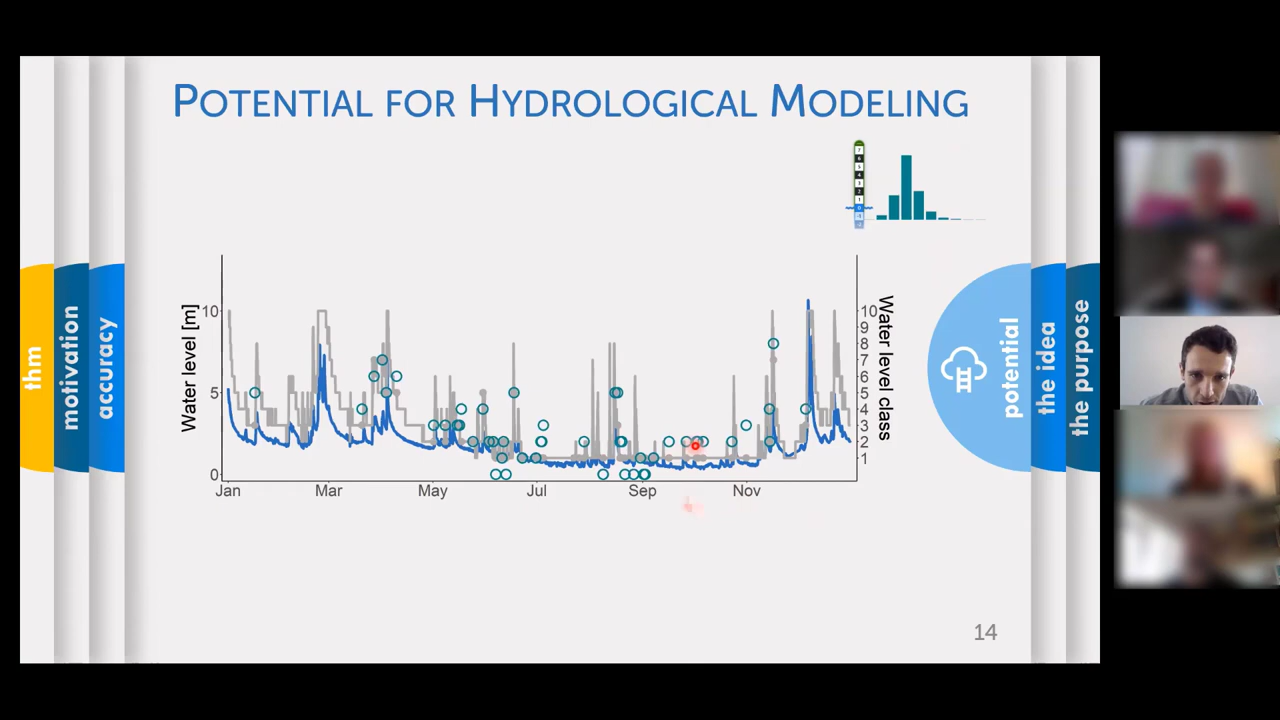 POTENTIAL FOR HYDROLOGICAL MODELING
thm
motivation
accuracy
potential
the idea
the purpose
Water level [m]
10
5
0
Jan
Mar
May
Jul
Sep
Nov
10
9
8
7
6
5
4
3
2
1
Water level class
14